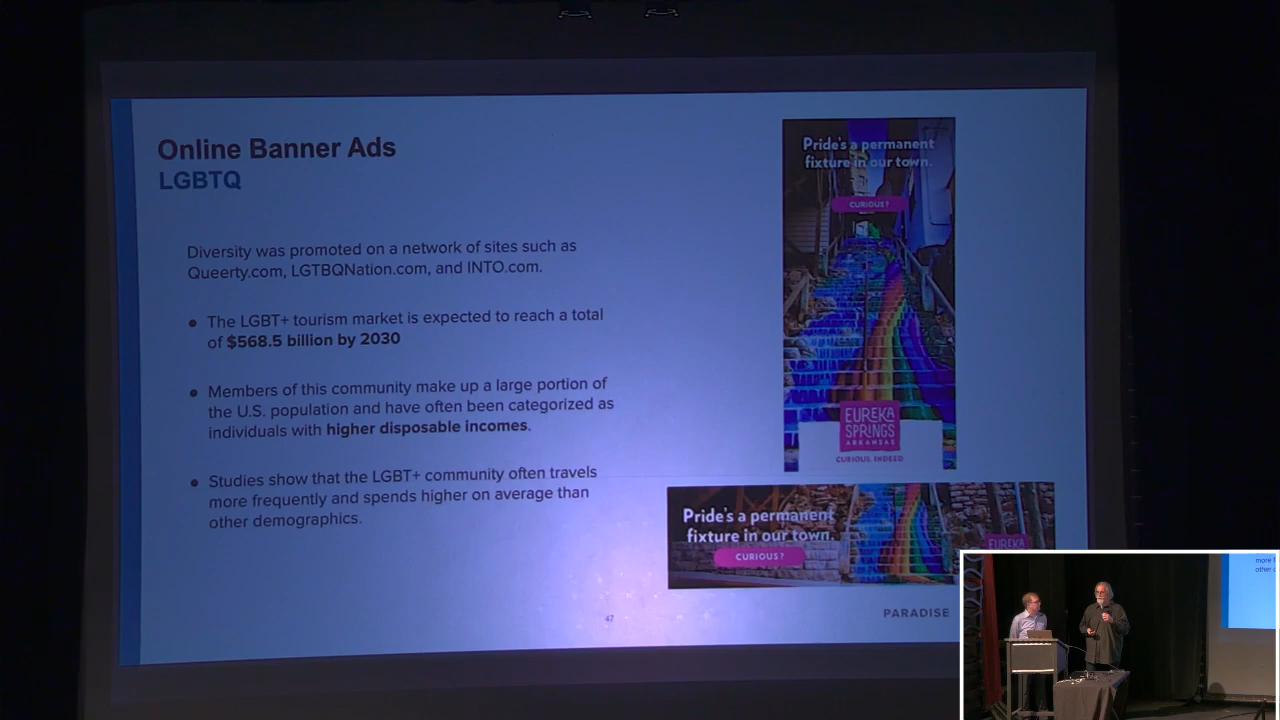 Online Banner Ads
LGBTQ
Diversity was promoted on a network of sites such as
Queerty.com, LGTBQNation.com, and INTO.com.
The LGBT+ tourism market is expected to reach a total
of $568.5 billion by 2030
Members of this community make up a large portion of
the U.S. population and have often been categorized as
individuals with higher disposable incomes.
Studies show that the LGBT+ community often travels
more frequently and spends higher on average than
other demographics.
Pride's a permanent
fixture in our town.
CURIOUS?
EUREKA
SPRINGS
ARKANSAS
CURIOUS. INDEED
Pride's a permanent
fixture in our town.
CURIOUS?
EUREKA
47
PARADISE
more
other